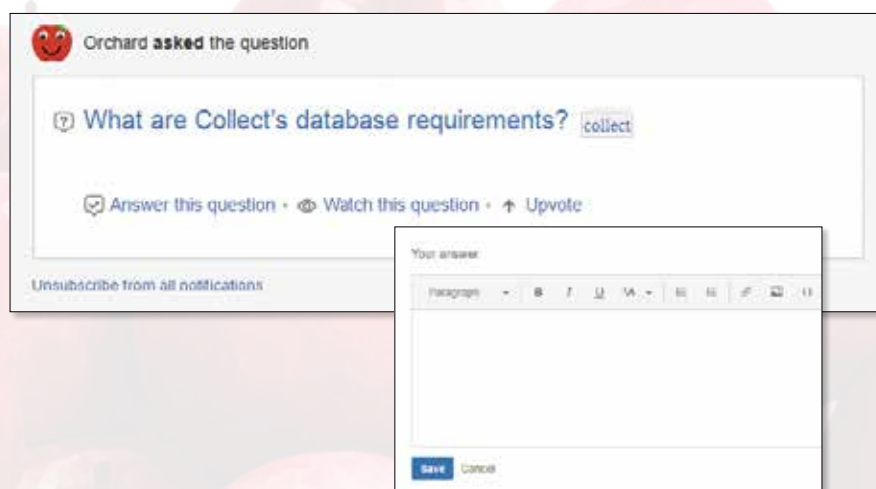 Orchard asked the question
What are Collect's database requirements? collect
Answer this question • Watch this question • Upvote
Unsubscribe from all notifications
Your answer
Paragraph B I U
Save Cancel